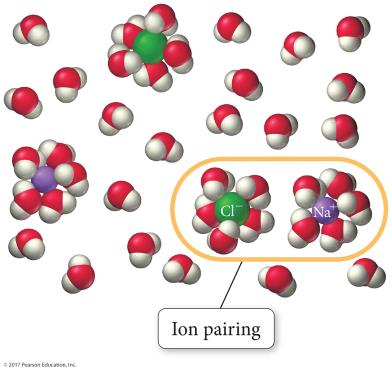 Cl⁻
Na⁺
Ion pairing
© 2017 Pearson Education, Inc.